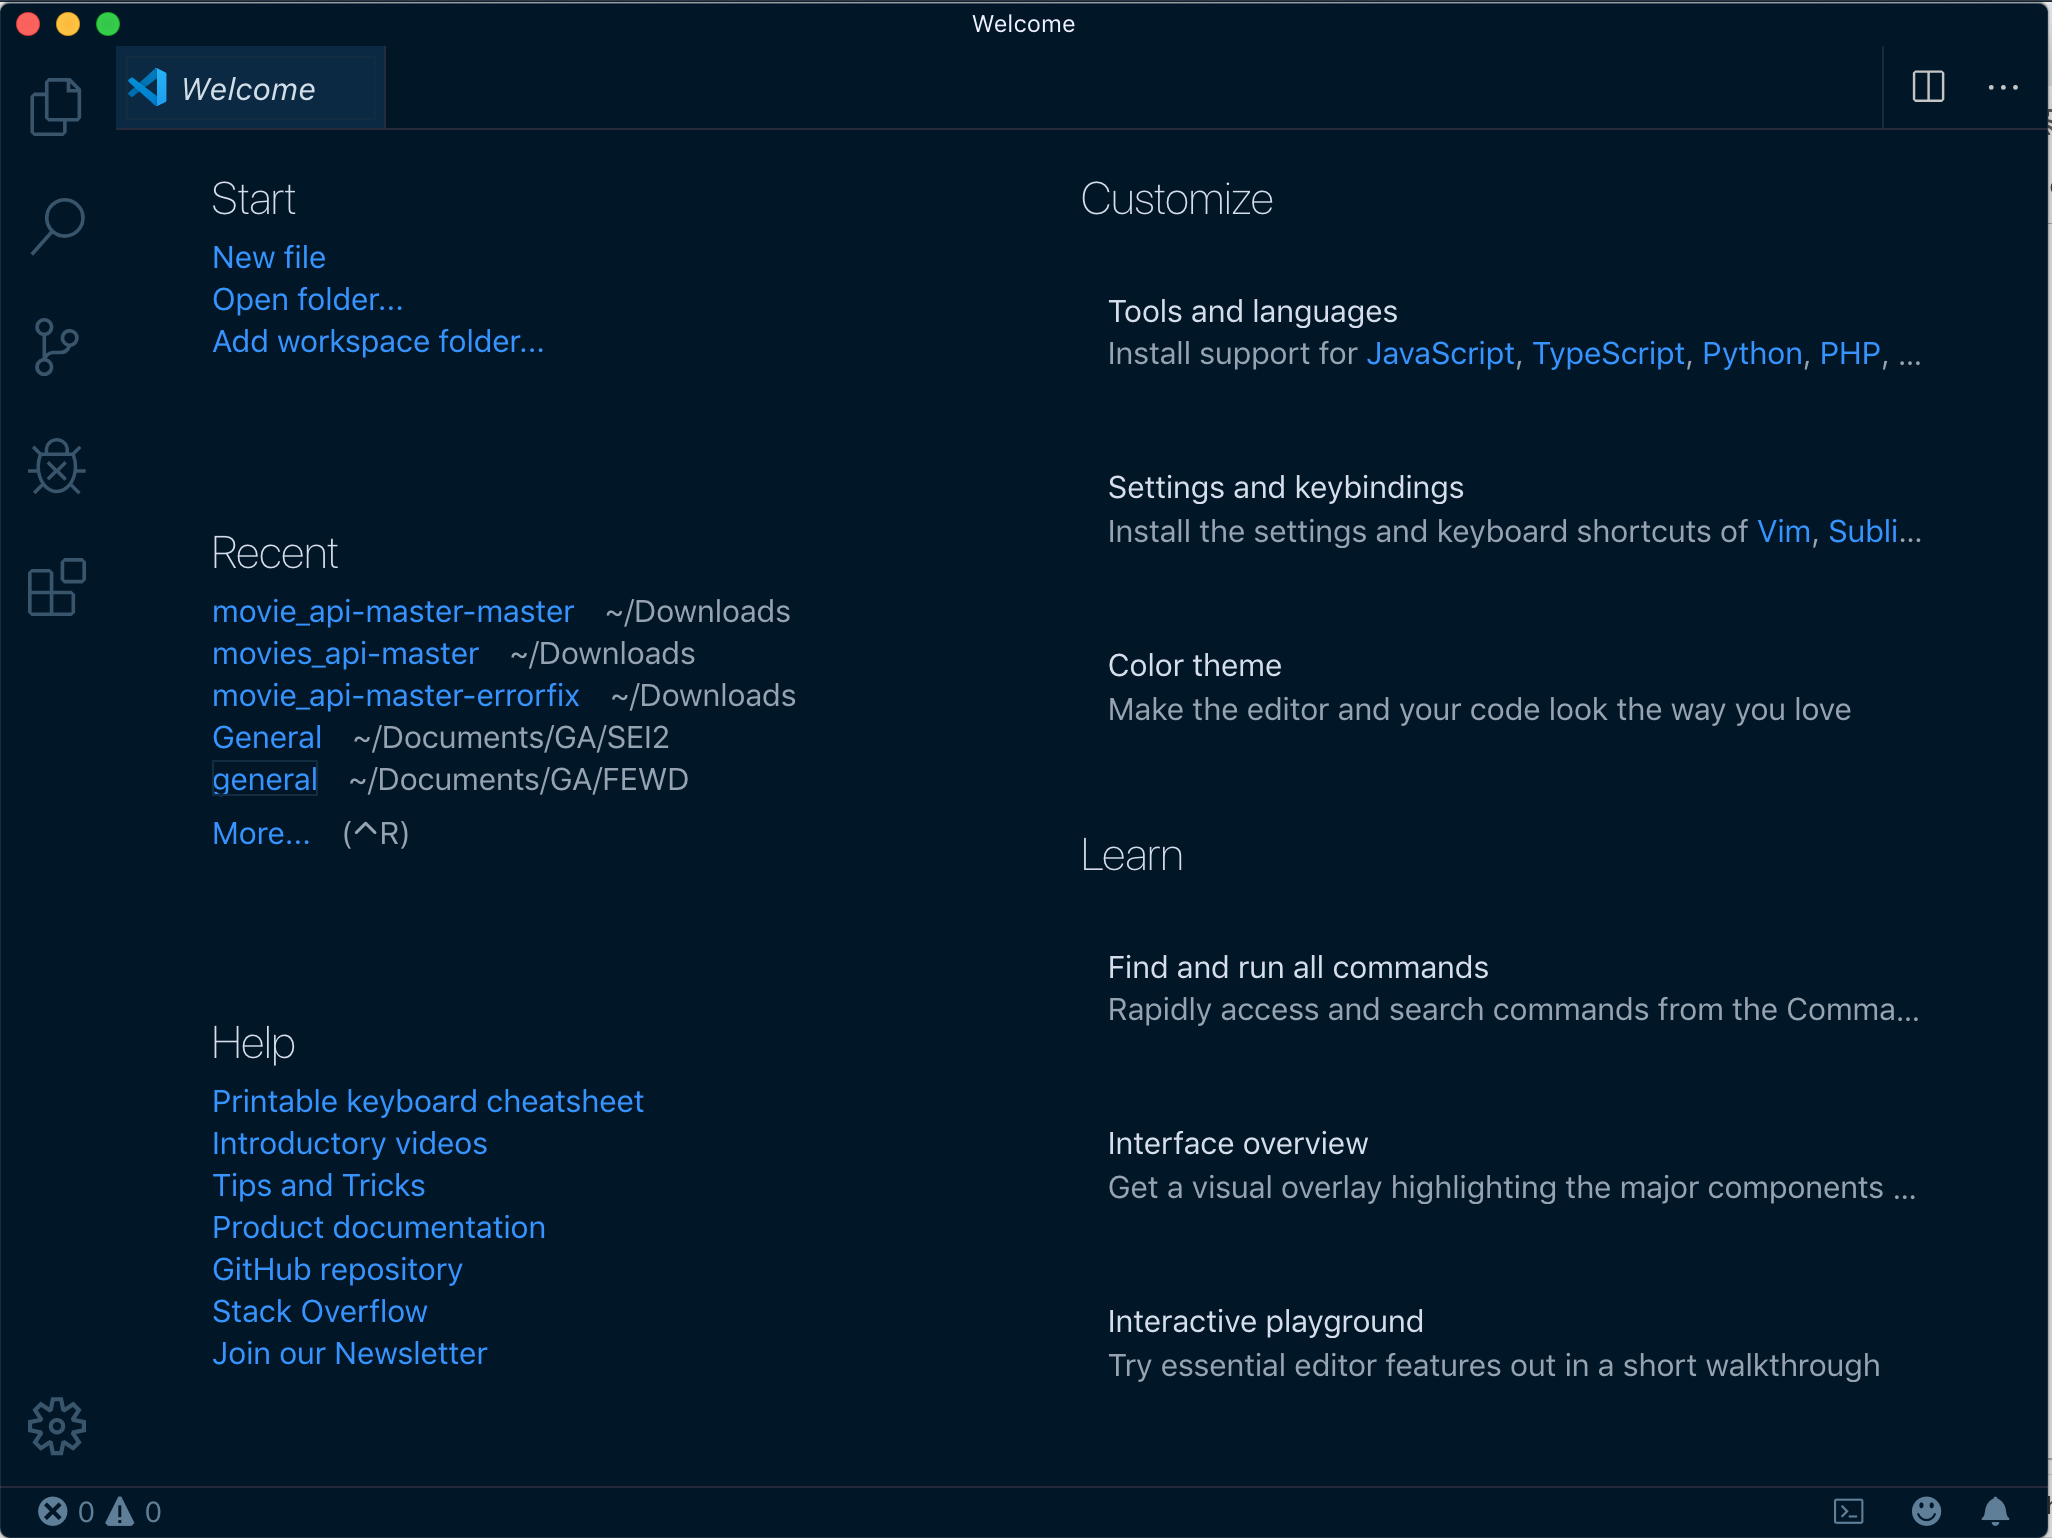 Welcome
Welcome
Start
New file
Open folder...
Add workspace folder...
Recent
movie_api-master-master ~/Downloads
movies_api-master ~/Downloads
movie_api-master-errorfix ~/Downloads
General ~/Documents/GA/SEI2
general ~/Documents/GA/FEWD
More... (^R)
Help
Printable keyboard cheatsheet
Introductory videos
Tips and Tricks
Product documentation
GitHub repository
Stack Overflow
Join our Newsletter
Customize
Tools and languages
Install support for JavaScript, TypeScript, Python, PHP, ...
Settings and keybindings
Install the settings and keyboard shortcuts of Vim, Subli...
Color theme
Make the editor and your code look the way you love
Learn
Find and run all commands
Rapidly access and search commands from the Comma...
Interface overview
Get a visual overlay highlighting the major components ...
Interactive playground
Try essential editor features out in a short walkthrough
0 0